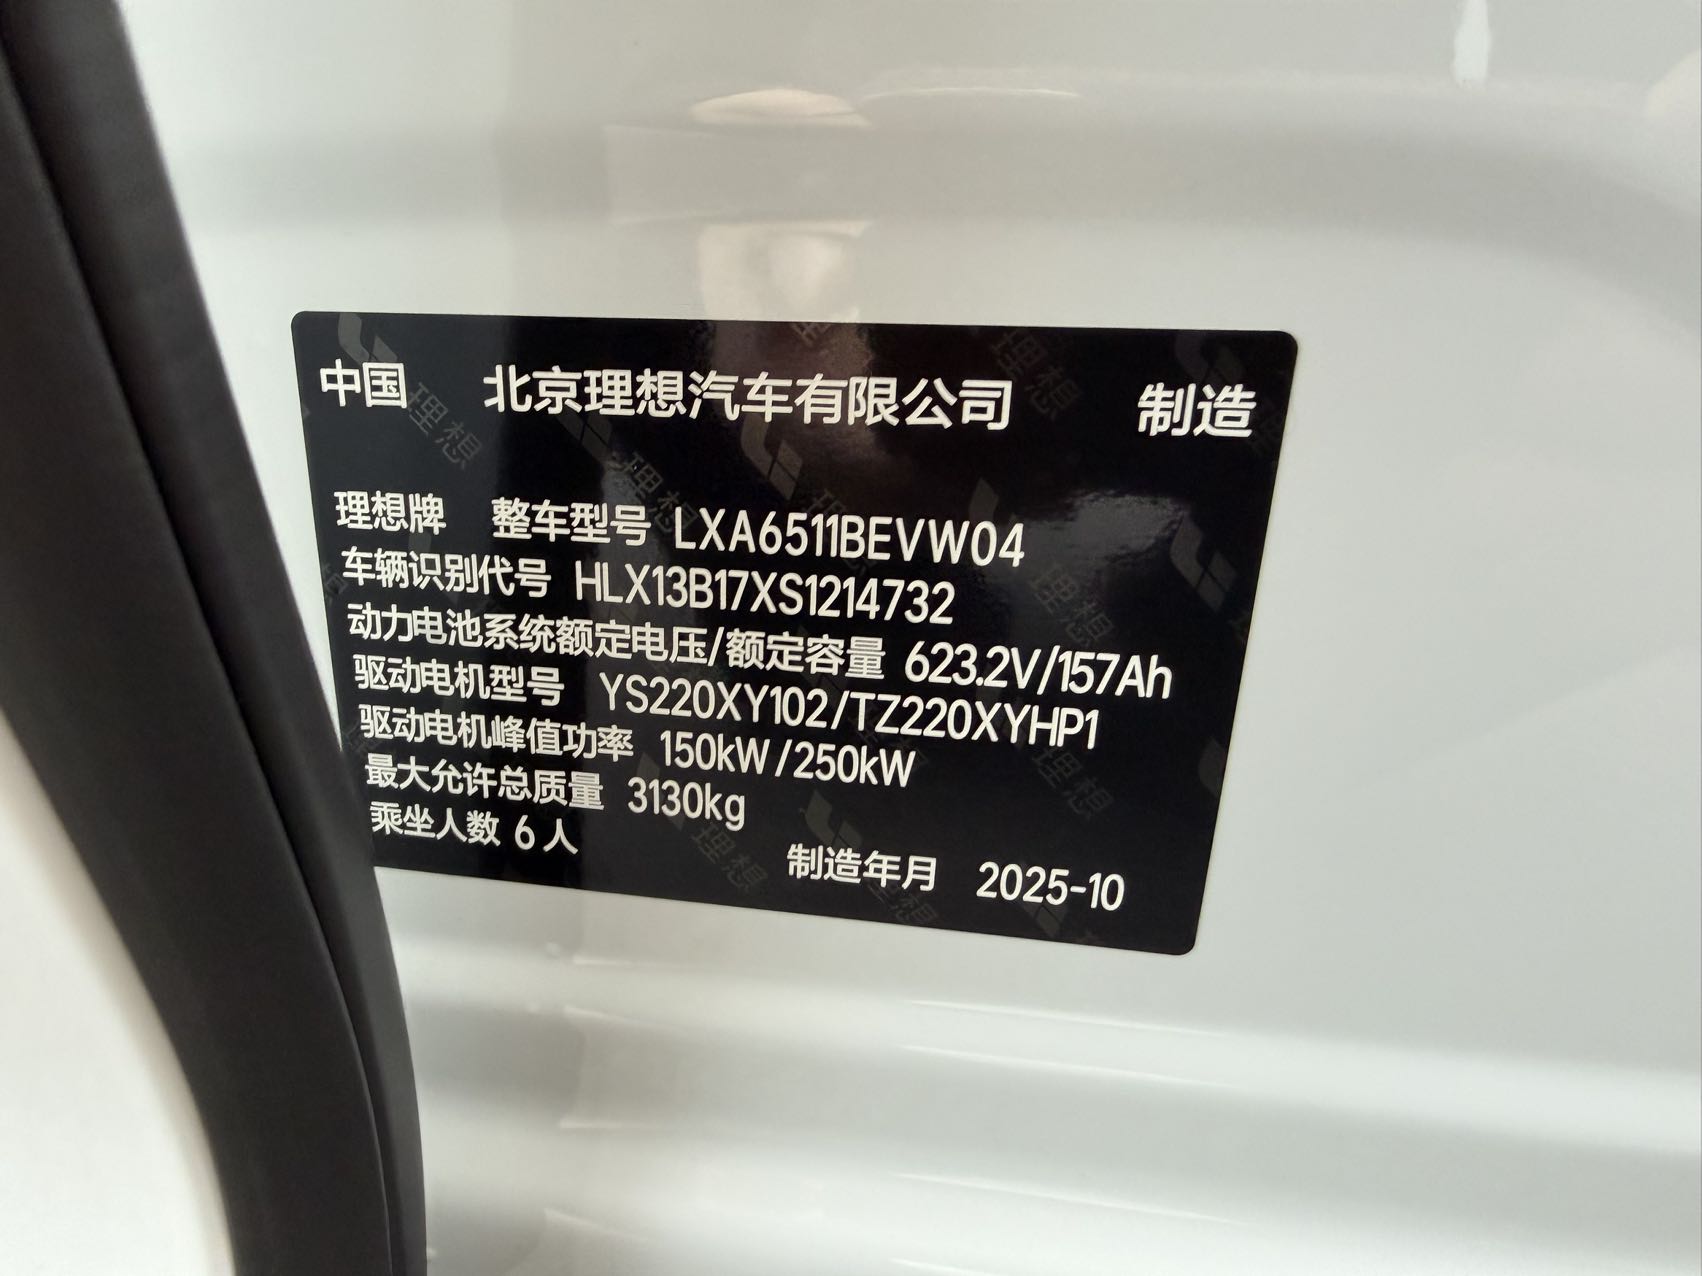 中国 北京理想汽车有限公司 制造
理想牌 整车型号 LXA6511BEVW04
车辆识别代号 HLX13B17XS1214732
动力电池系统额定电压/额定容量 623.2V/157Ah
驱动电机型号 YS220XY102/TZ220XYHP1
驱动电机峰值功率 150kW/250kW
最大允许总质量 3130kg
乘坐人数 6人
制造年月 2025-10